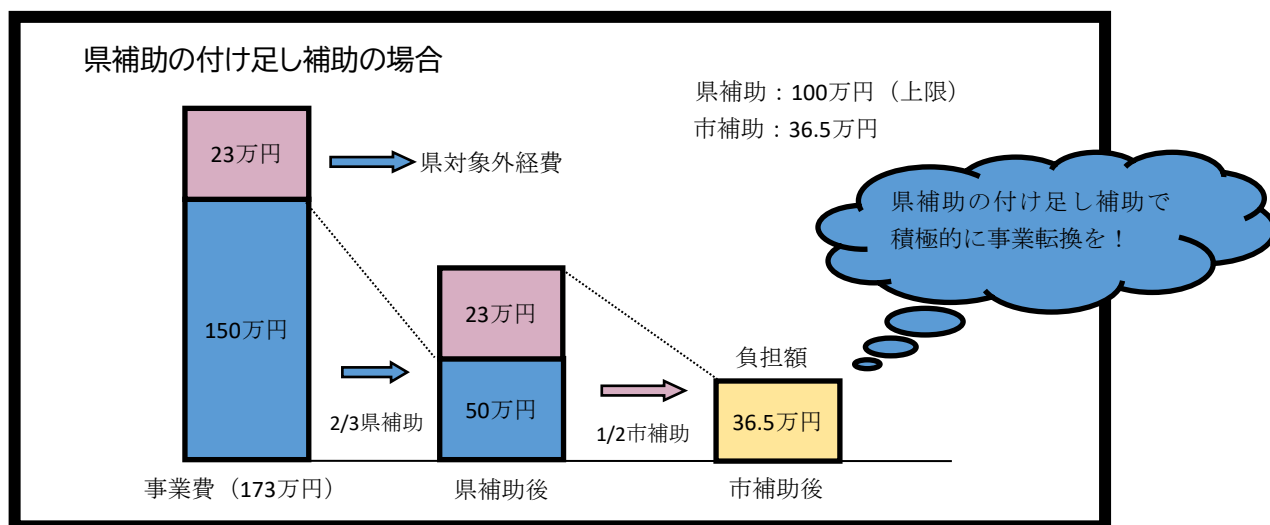 県補助の付け足し補助の場合
県補助：100万円（上限）
市補助：36.5万円
23万円
県対象外経費
県補助の付け足し補助で
積極的に事業転換を！
150万円
23万円
負担額
2/3県補助
50万円
1/2市補助
36.5万円
事業費（173万円）
県補助後
市補助後